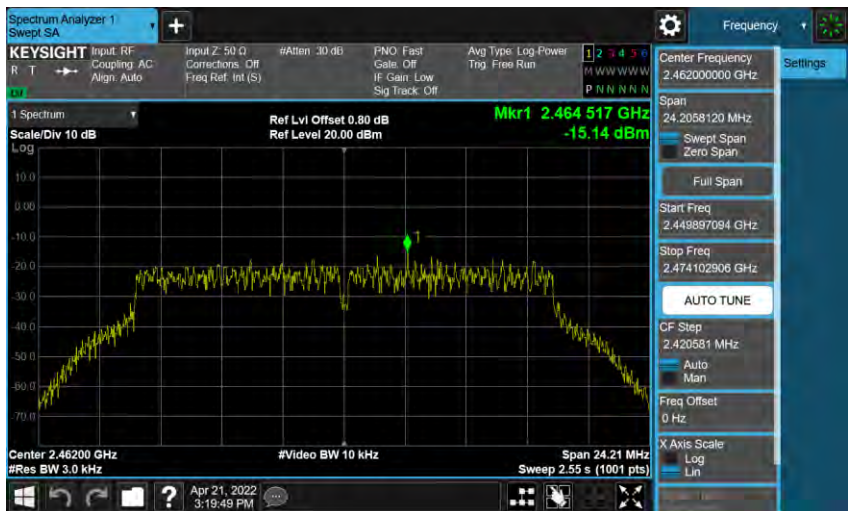 Spectrum Analyzer 1
Swept SA
+
Frequency
KEYSIGHT
R T
Input: RF
Coupling: AC
Align: Auto
Input Z: 50 Ω
Corrections: Off
Freq Ref: Int (S)
#Atten: 30 dB
PNO: Fast
Gate: Off
IF Gain: Low
Sig Track: Off
Avg Type: Log-Power
Trig: Free Run
1 2 3 4 5 6
M W W W W W
P N N N N N
1 Spectrum
Scale/Div 10 dB
Ref Lvl Offset 0.80 dB
Ref Level 20.00 dBm
Mkr1 2.464 517 GHz
-15.14 dBm
Log
10.0
0.00
-10.0
-20.0
-30.0
-40.0
-50.0
-60.0
-70.0
1
Center 2.46200 GHz
#Res BW 3.0 kHz
#Video BW 10 kHz
Span 24.21 MHz
Sweep 2.55 s (1001 pts)
?
Apr 21, 2022
3:19:49 PM
Center Frequency
2.462000000 GHz
Settings
Span
24.2058120 MHz
Swept Span
Zero Span
Full Span
Start Freq
2.449897094 GHz
Stop Freq
2.474102906 GHz
AUTO TUNE
CF Step
2.420581 MHz
Auto
Man
Freq Offset
0 Hz
X Axis Scale
Log
Lin